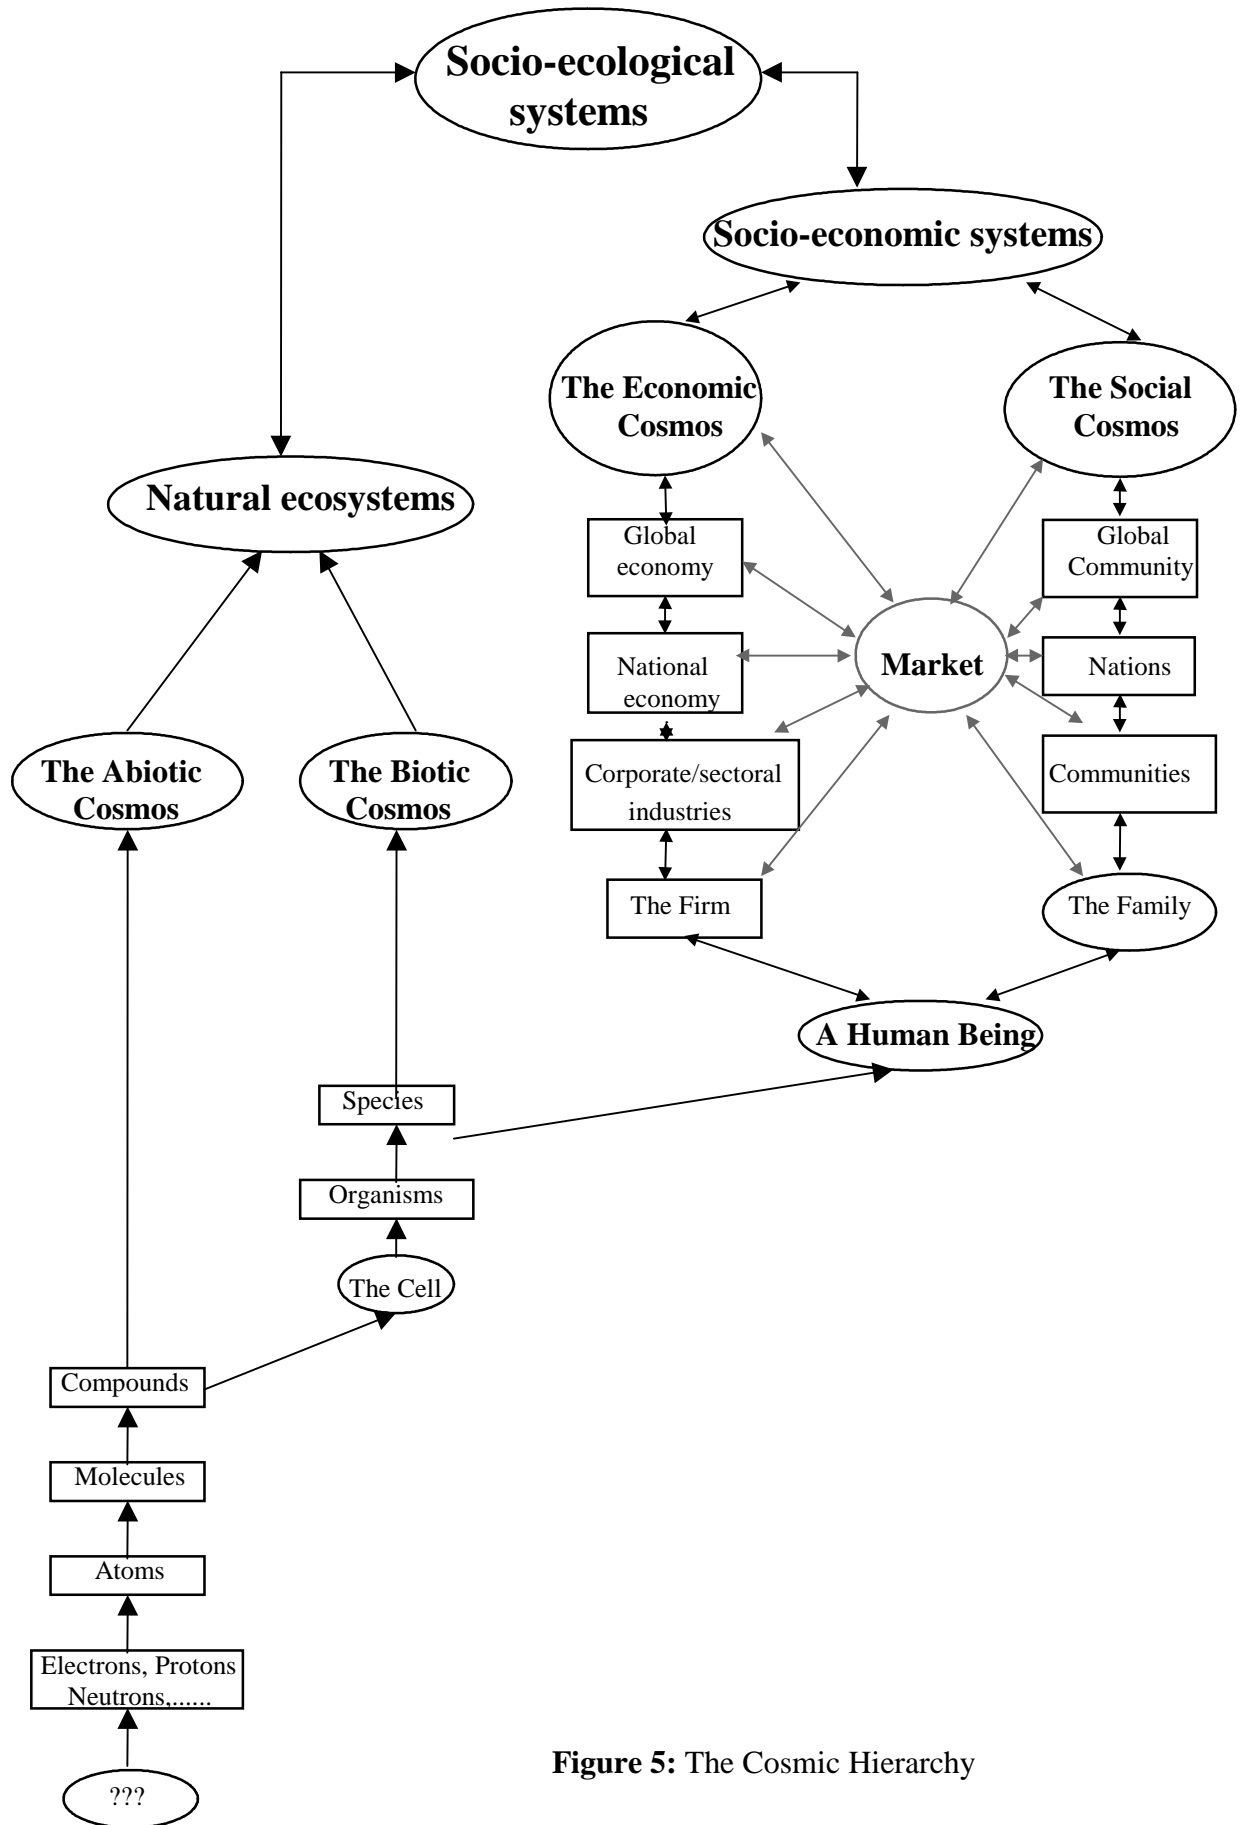 Socio-ecological
systems
Socio-economic systems
The Economic
Cosmos
The Social
Cosmos
Natural ecosystems
Global
economy
Global
Community
National
economy
Market
Nations
The Abiotic
Cosmos
The Biotic
Cosmos
Corporate/sectoral
industries
Communities
The Firm
The Family
A Human Being
Species
Organisms
The Cell
Compounds
Molecules
Atoms
Electrons, Protons
Neutrons,......
Figure 5: The Cosmic Hierarchy
???